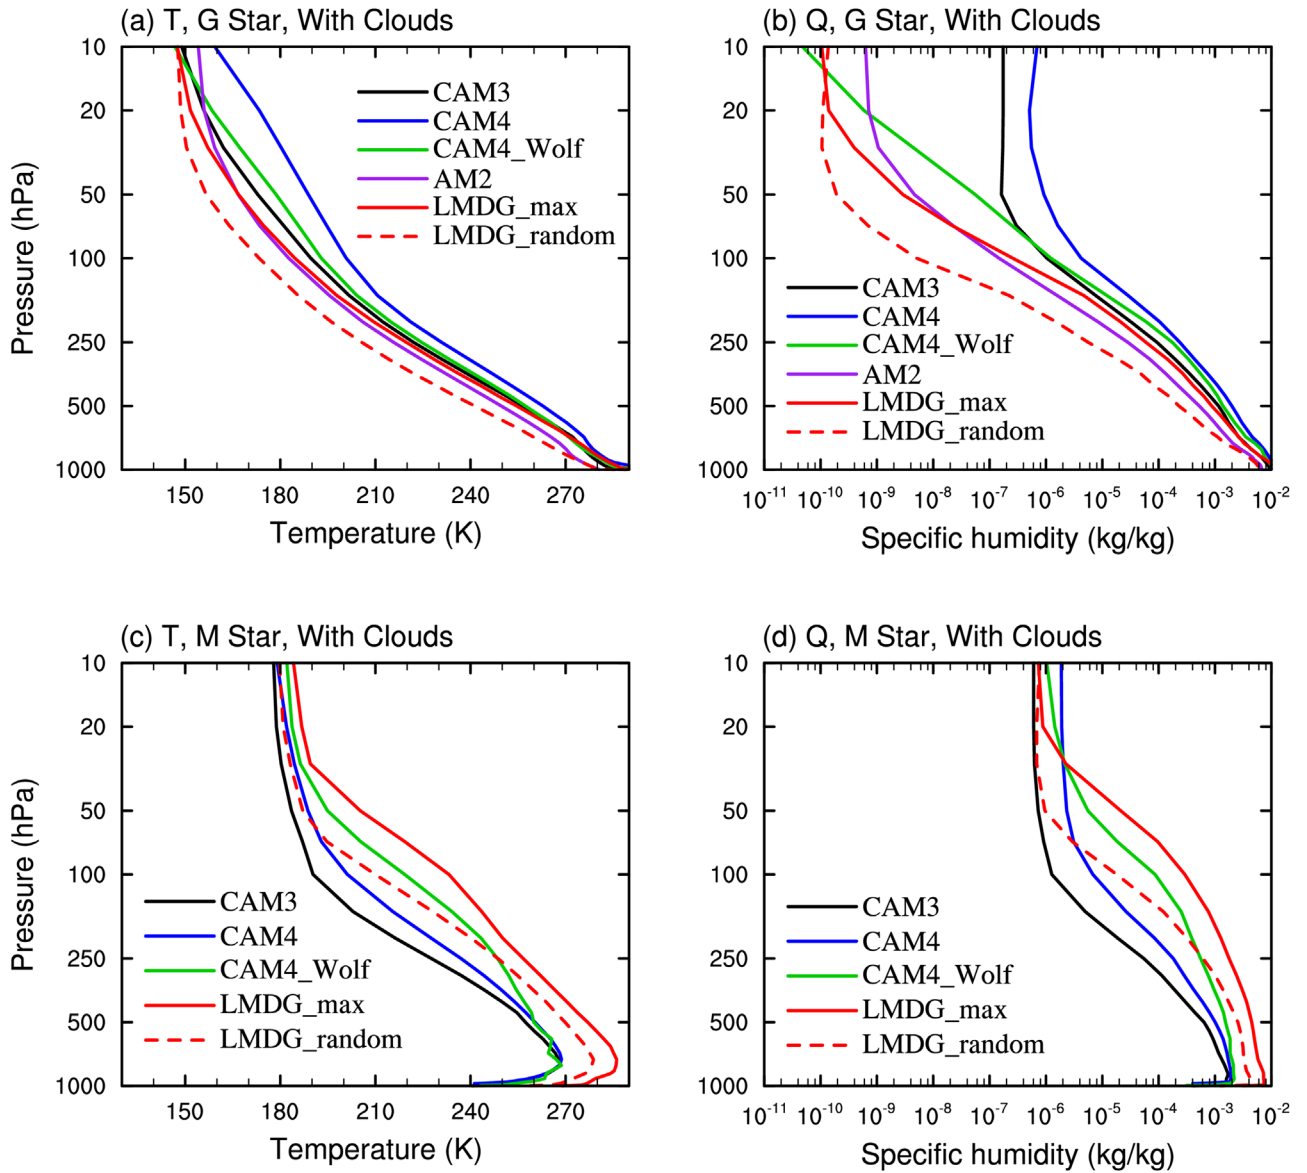 (a) T, G Star, With Clouds
10
20
50
100
250
500
1000
Pressure (hPa)
CAM3
CAM4
CAM4_Wolf
AM2
LMDG_max
LMDG_random
150 180 210 240 270
Temperature (K)
(b) Q, G Star, With Clouds
10
20
50
100
250
500
1000
CAM3
CAM4
CAM4_Wolf
AM2
LMDG_max
LMDG_random
10⁻¹¹ 10⁻¹⁰ 10⁻⁹ 10⁻⁸ 10⁻⁷ 10⁻⁶ 10⁻⁵ 10⁻⁴ 10⁻³ 10⁻²
Specific humidity (kg/kg)
(c) T, M Star, With Clouds
10
20
50
100
250
500
1000
Pressure (hPa)
CAM3
CAM4
CAM4_Wolf
LMDG_max
LMDG_random
150 180 210 240 270
Temperature (K)
(d) Q, M Star, With Clouds
10
20
50
100
250
500
1000
CAM3
CAM4
CAM4_Wolf
LMDG_max
LMDG_random
10⁻¹¹ 10⁻¹⁰ 10⁻⁹ 10⁻⁸ 10⁻⁷ 10⁻⁶ 10⁻⁵ 10⁻⁴ 10⁻³ 10⁻²
Specific humidity (kg/kg)